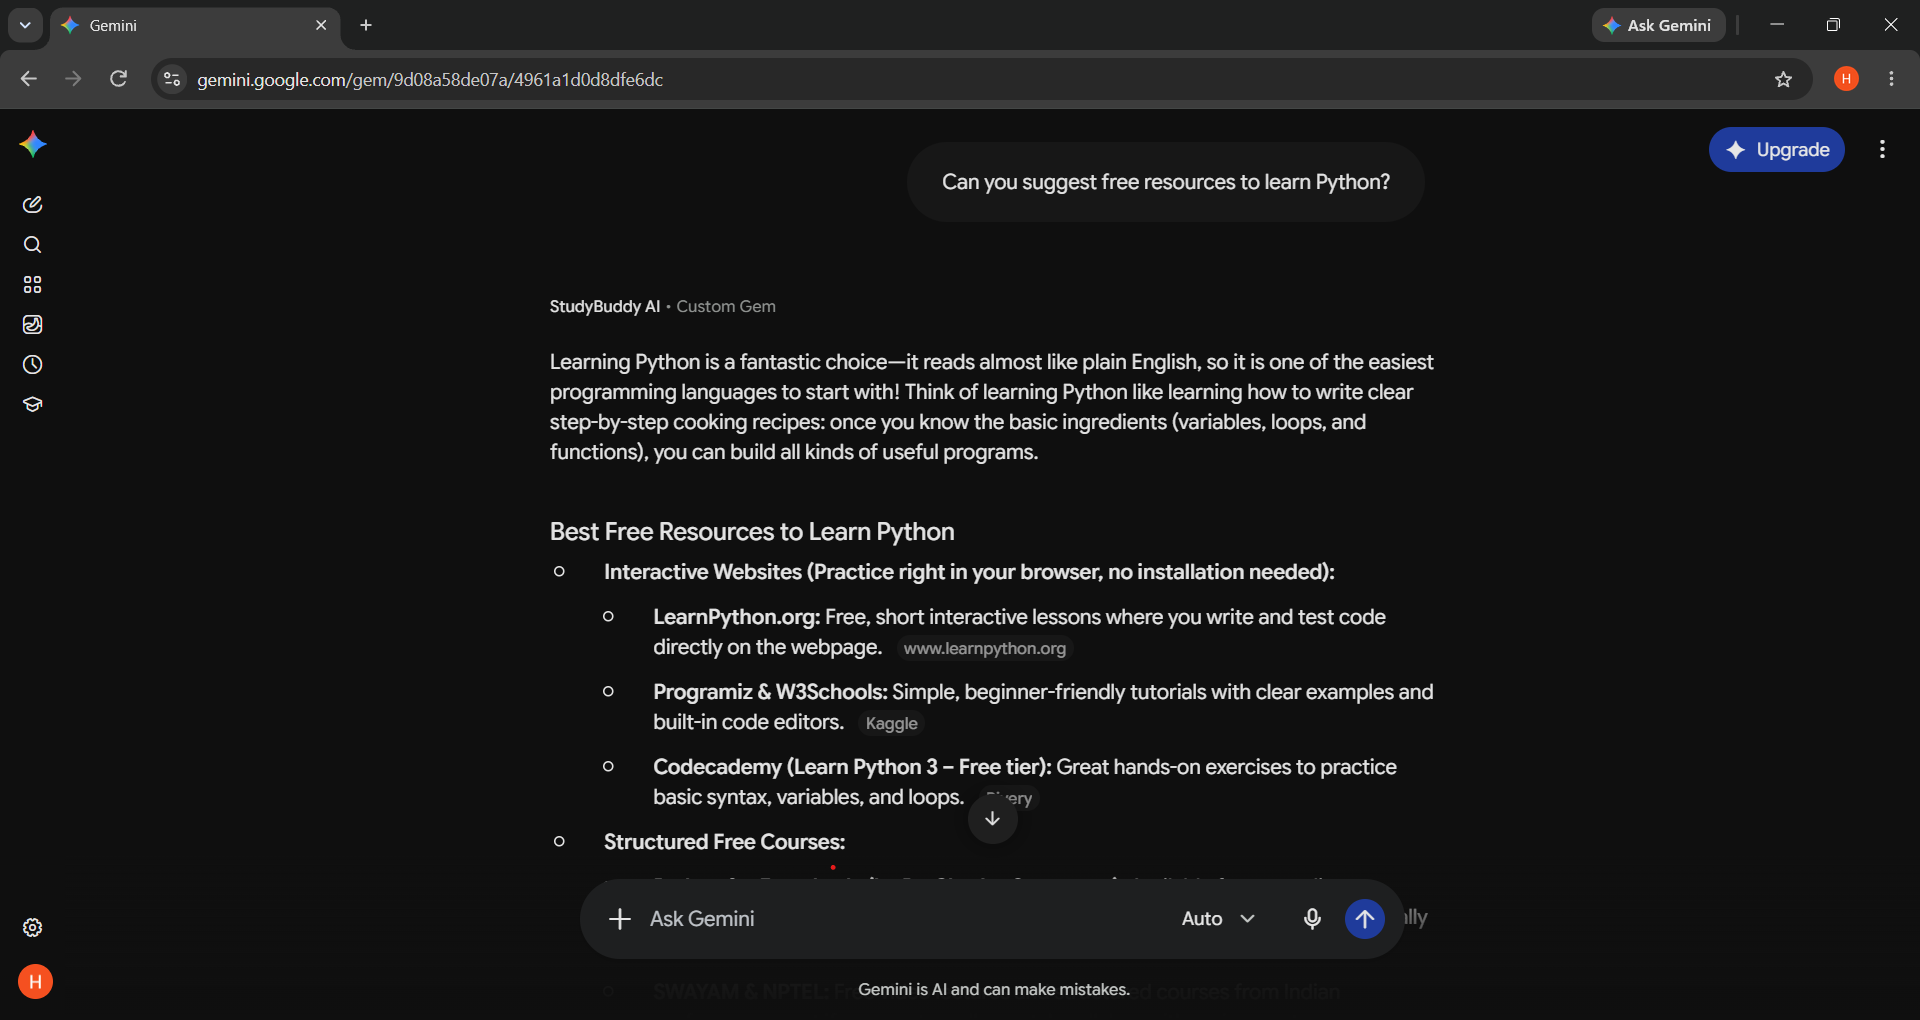 Gemini
Ask Gemini
gemini.google.com/gem/9d08a58de07a/4961a1d0d8dfe6dc
H
Upgrade
Can you suggest free resources to learn Python?
StudyBuddy AI • Custom Gem
Learning Python is a fantastic choice—it reads almost like plain English, so it is one of the easiest
programming languages to start with! Think of learning Python like learning how to write clear
step-by-step cooking recipes: once you know the basic ingredients (variables, loops, and
functions), you can build all kinds of useful programs.
Best Free Resources to Learn Python
Interactive Websites (Practice right in your browser, no installation needed):
LearnPython.org: Free, short interactive lessons where you write and test code
directly on the webpage. www.learnpython.org
Programiz & W3Schools: Simple, beginner-friendly tutorials with clear examples and
built-in code editors. Kaggle
Codecademy (Learn Python 3 – Free tier): Great hands-on exercises to practice
basic syntax, variables, and loops.
Structured Free Courses:
Ask Gemini
Auto
H
SWAYAM & NPTEL: courses from Indian
Gemini is AI and can make mistakes.